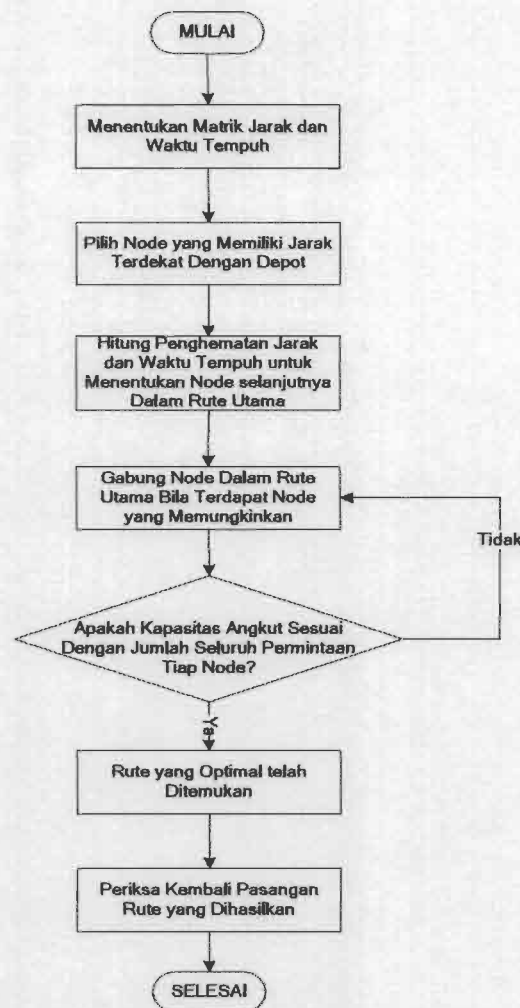 MULAI
Menentukan Matrik Jarak dan
Waktu Tempuh
Pilih Node yang Memiliki Jarak
Terdekat Dengan Depot
Hitung Penghematan Jarak
dan Waktu Tempuh untuk
Menentukan Node selanjutnya
Dalam Rute Utama
Gabung Node Dalam Rute
Utama Bila Terdapat Node
yang Memungkinkan
Tidak
Apakah Kapasitas Angkut Sesuai
Dengan Jumlah Seluruh Permintaan
Tiap Node?
Ya
Rute yang Optimal telah
Ditemukan
Periksa Kembali Pasangan
Rute yang Dihasilkan
SELESAI